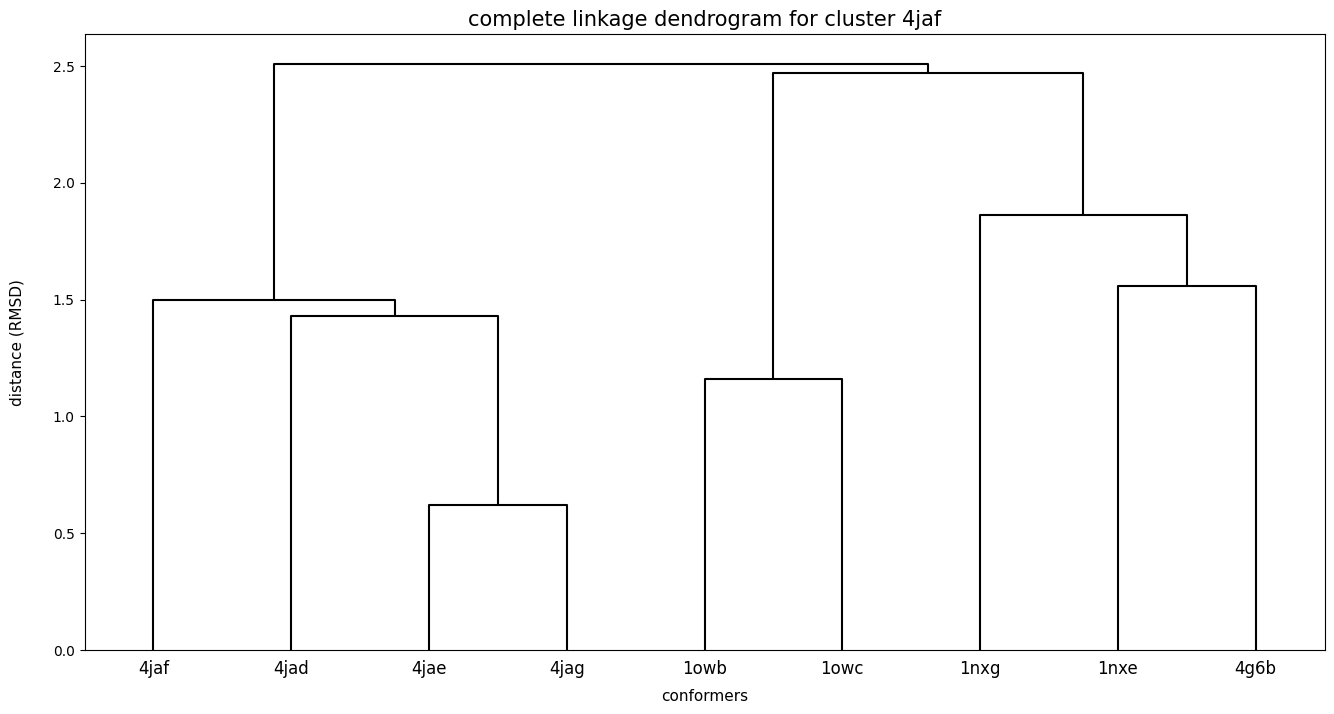 complete linkage dendrogram for cluster 4jaf
2.5
2.0
1.5
1.0
0.5
0.0
distance (RMSD)
4jaf 4jad 4jae 4jag 1owb 1owc 1nxg 1nxe 4g6b
conformers